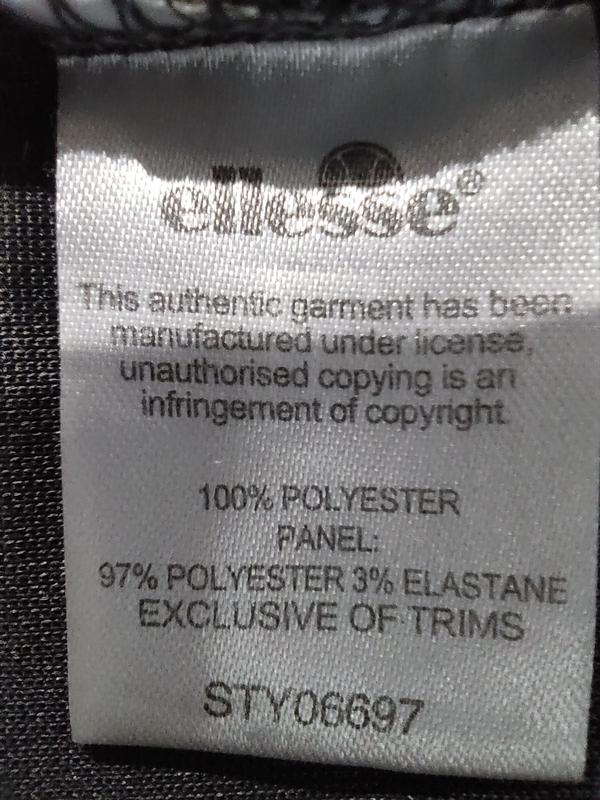 ellesse®
This authentic garment has been
manufactured under license,
unauthorised copying is an
infringement of copyright.
100% POLYESTER
PANEL:
97% POLYESTER 3% ELASTANE
EXCLUSIVE OF TRIMS
STY06697